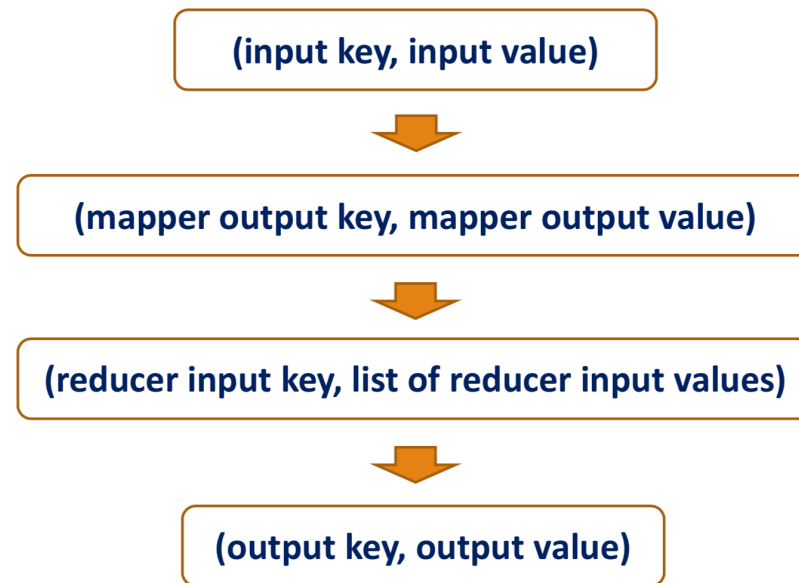 (input key, input value)
(mapper output key, mapper output value)
(reducer input key, list of reducer input values)
(output key, output value)